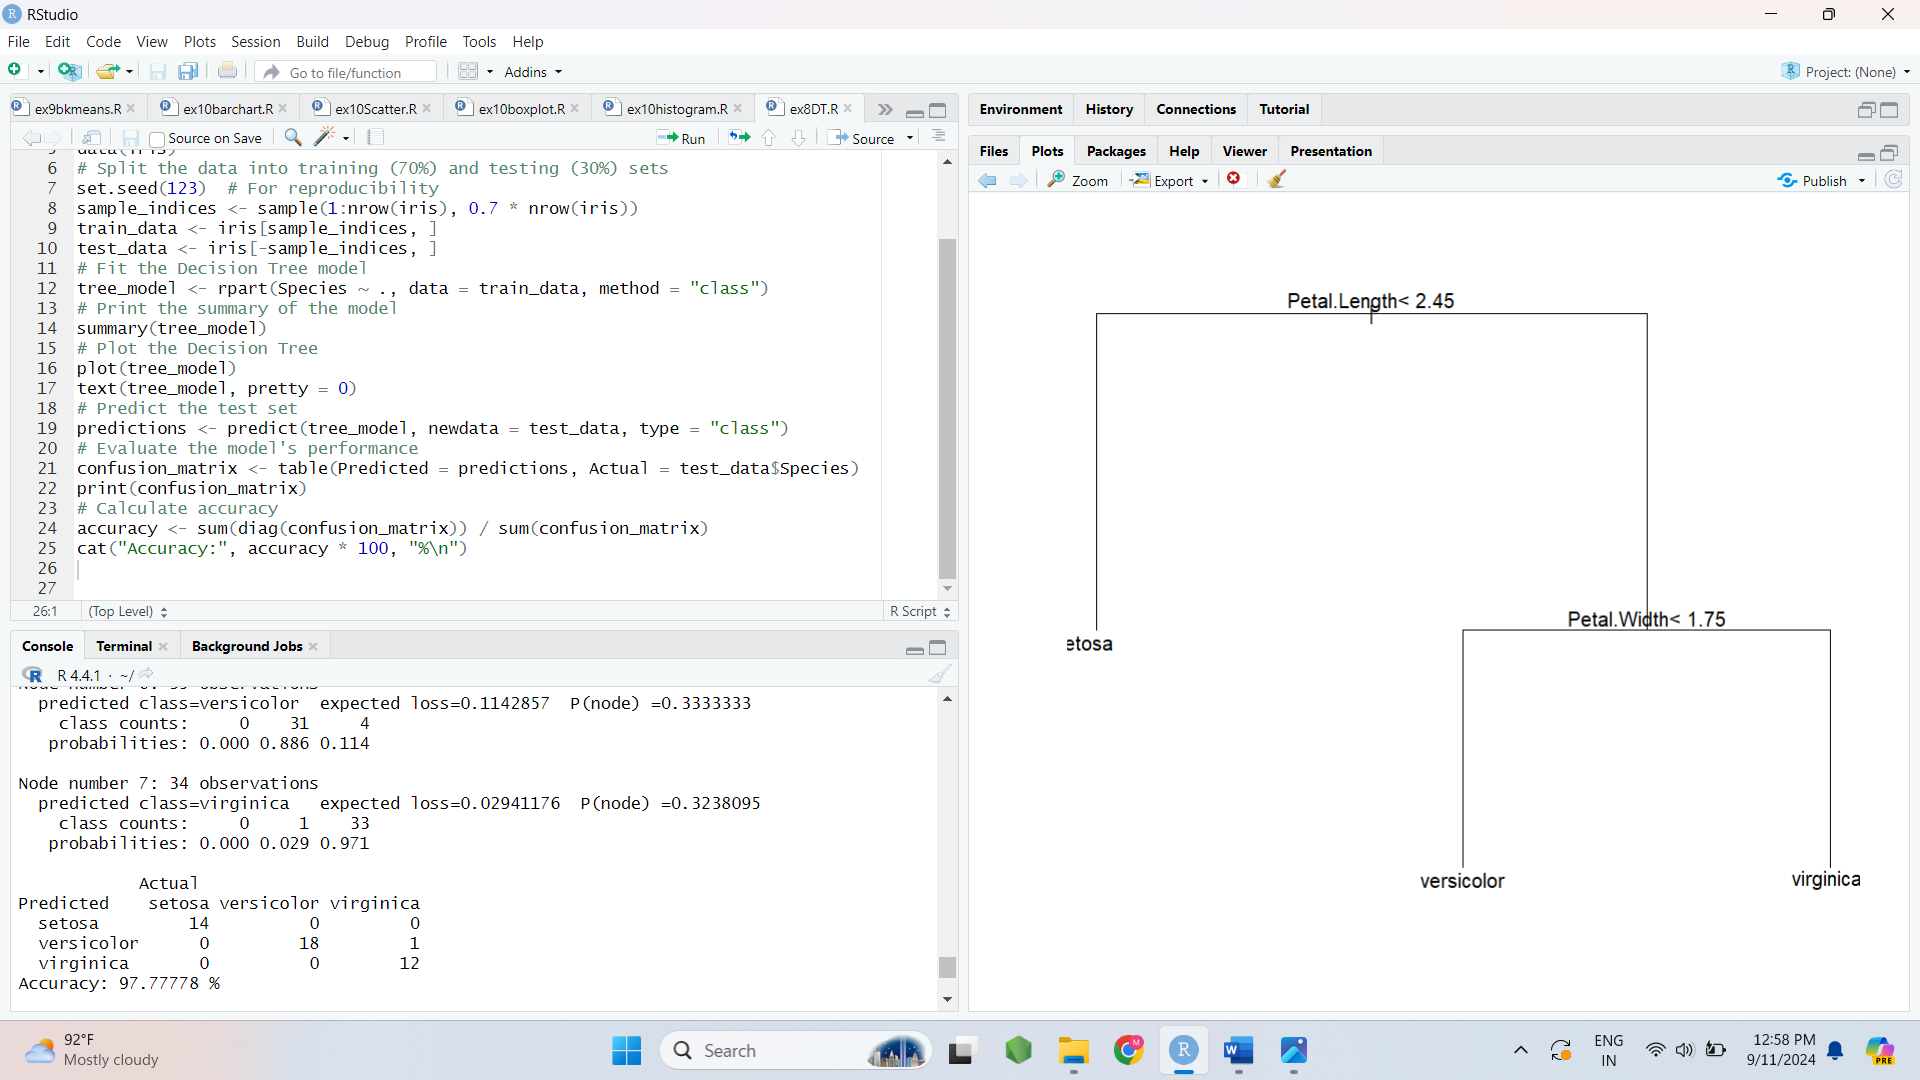 RStudio
File Edit Code View Plots Session Build Debug Profile Tools Help
Go to file/function Addins Project: (None)
ex9bkmeans.R ex10barchart.R ex10Scatter.R ex10boxplot.R ex10histogram.R ex8DT.R
Source on Save Run Source
5 data(iris)
6 # Split the data into training (70%) and testing (30%) sets
7 set.seed(123)  # For reproducibility
8 sample_indices <- sample(1:nrow(iris), 0.7 * nrow(iris))
9 train_data <- iris[sample_indices, ]
10 test_data <- iris[-sample_indices, ]
11 # Fit the Decision Tree model
12 tree_model <- rpart(Species ~ ., data = train_data, method = "class")
13 # Print the summary of the model
14 summary(tree_model)
15 # Plot the Decision Tree
16 plot(tree_model)
17 text(tree_model, pretty = 0)
18 # Predict the test set
19 predictions <- predict(tree_model, newdata = test_data, type = "class")
20 # Evaluate the model's performance
21 confusion_matrix <- table(Predicted = predictions, Actual = test_data$Species)
22 print(confusion_matrix)
23 # Calculate accuracy
24 accuracy <- sum(diag(confusion_matrix)) / sum(confusion_matrix)
25 cat("Accuracy:", accuracy * 100, "%\n")
26
27
26:1 (Top Level) R Script
Console Terminal Background Jobs
R 4.4.1 · ~/
predicted class=versicolor  expected loss=0.1142857  P(node) =0.3333333
class counts: 0 31 4
probabilities: 0.000 0.886 0.114
Node number 7: 34 observations
predicted class=virginica  expected loss=0.02941176  P(node) =0.3238095
class counts: 0 1 33
probabilities: 0.000 0.029 0.971
Actual
Predicted setosa versicolor virginica
setosa 14 0 0
versicolor 0 18 1
virginica 0 0 12
Accuracy: 97.77778 %
Environment History Connections Tutorial
Files Plots Packages Help Viewer Presentation
Zoom Export Publish
Petal.Length< 2.45
Petal.Width< 1.75
etosa
versicolor
virginica
92°F
Mostly cloudy
Search
ENG
IN
12:58 PM
9/11/2024
PRE